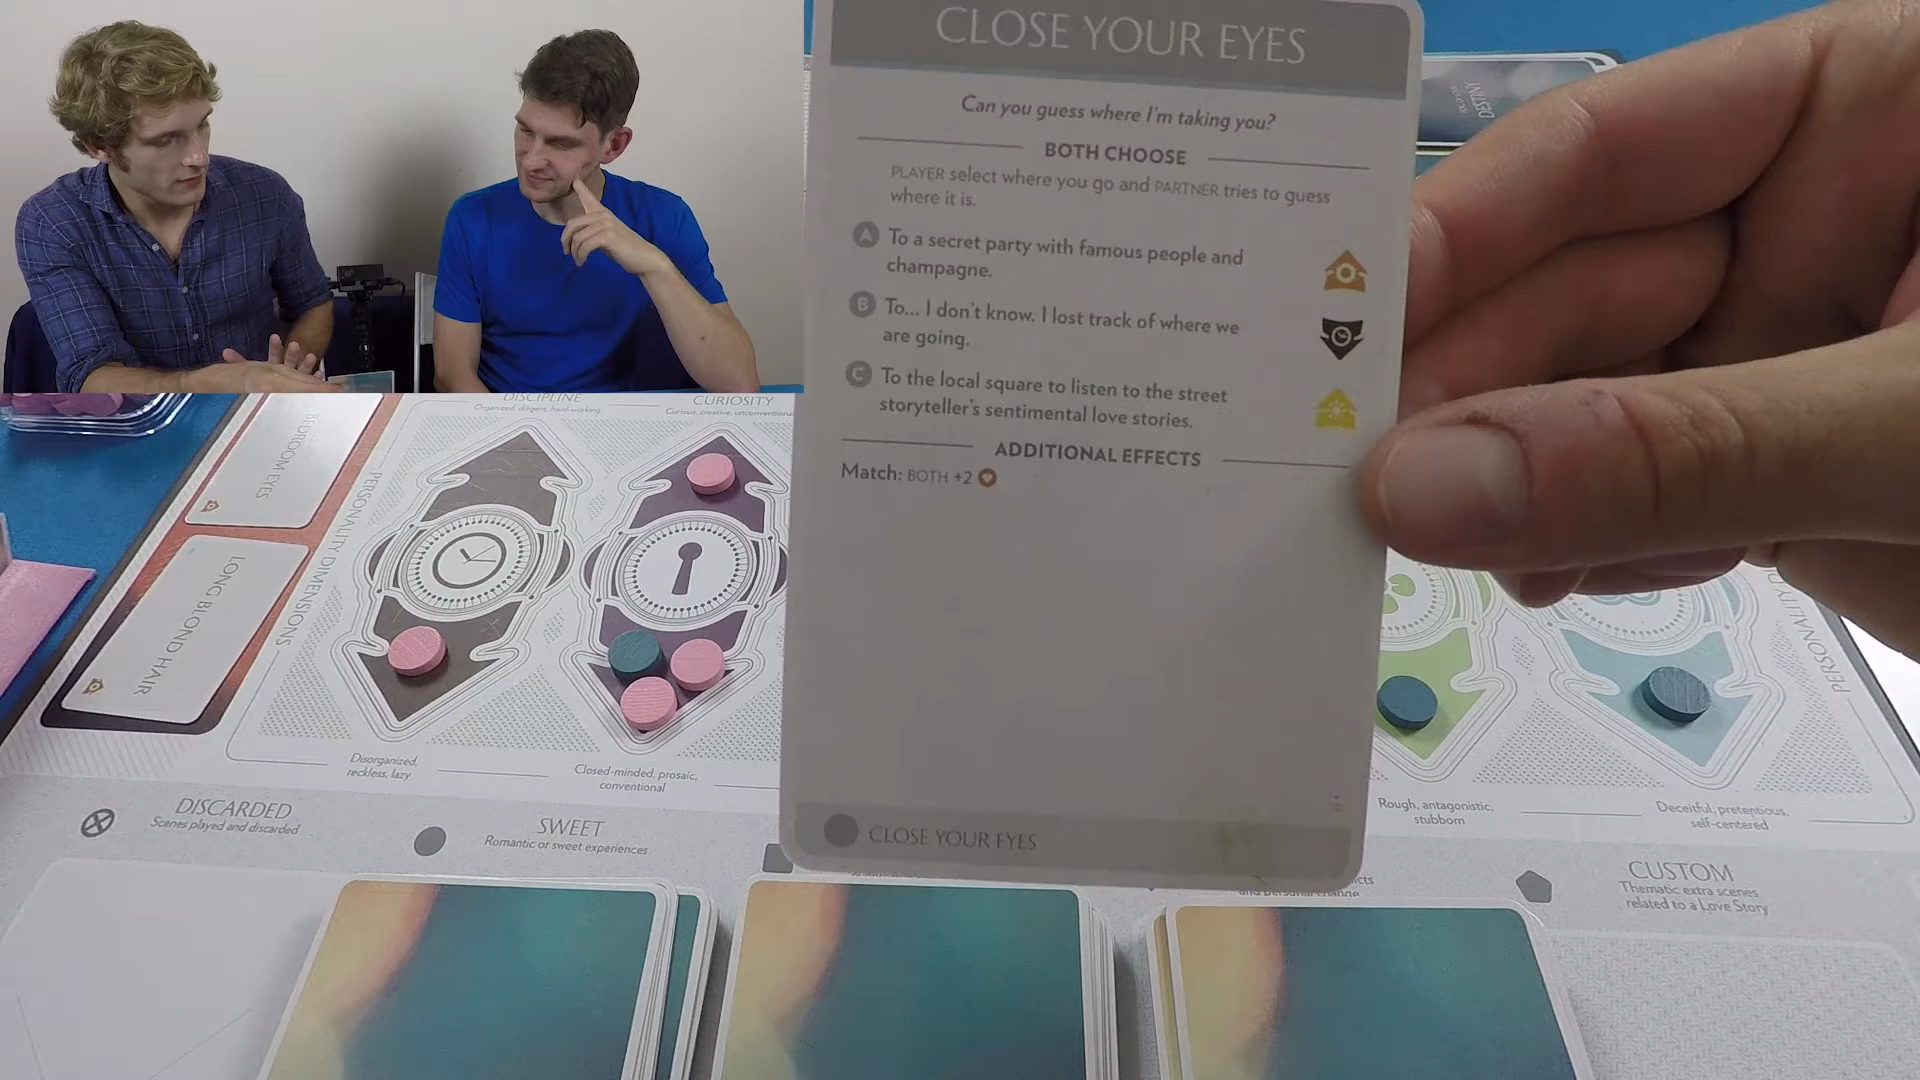 CLOSE YOUR EYES
Can you guess where I'm taking you?
BOTH CHOOSE
PLAYER select where you go and PARTNER tries to guess
where it is.
A To a secret party with famous people and
champagne.
B To... I don't know. I lost track of where we
are going.
C To the local square to listen to the street
storyteller's sentimental love stories.
ADDITIONAL EFFECTS
Match: BOTH +2
CLOSE YOUR EYES
DESTINY
DISCIPLINE
Organized, diligent, hard-working
CURIOSITY
Curious, creative, unconventional
BEDROOM EYES
LONG BLOND HAIR
PERSONALITY DIMENSIONS
Disorganized,
reckless, lazy
Closed-minded, prosaic,
conventional
Rough, antagonistic,
stubborn
Deceitful, pretentious,
self-centered
DISCARDED
Scenes played and discarded
SWEET
Romantic or sweet experiences
and personal change
CUSTOM
Thematic extra scenes
related to a Love Story